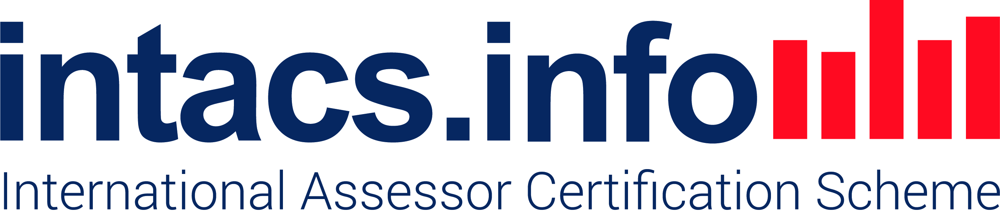 intacs.info
International Assessor Certification Scheme